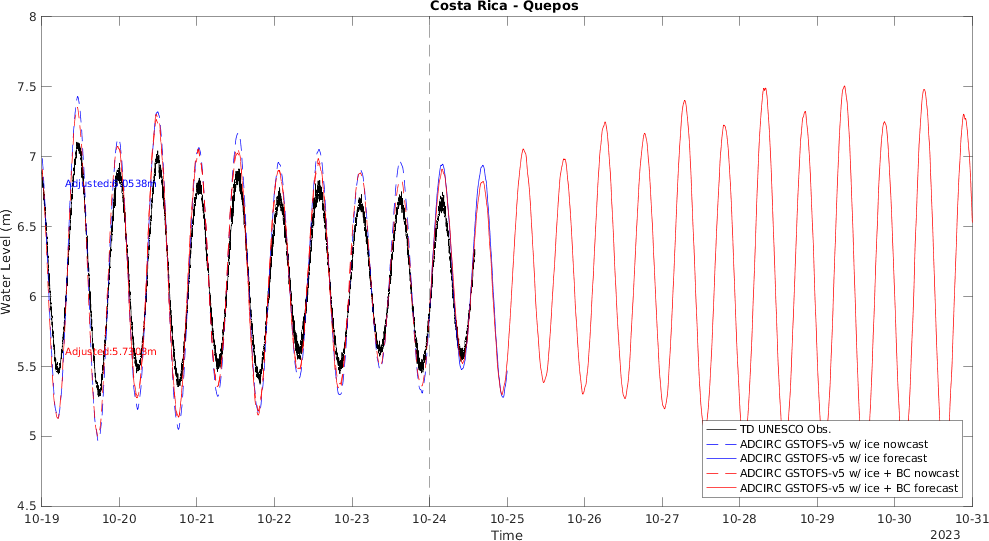 Costa Rica - Quepos
8
7.5
7
6.5
6
5.5
5
4.5
Water Level (m)
Adjusted:
Adjusted:5.7303m
TD UNESCO Obs.
ADCIRC GSTOFS-v5 w/ ice nowcast
ADCIRC GSTOFS-v5 w/ ice forecast
ADCIRC GSTOFS-v5 w/ ice + BC nowcast
ADCIRC GSTOFS-v5 w/ ice + BC forecast
10-19 10-20 10-21 10-22 10-23 10-24 10-25 10-26 10-27 10-28 10-29 10-30 10-31
Time
2023